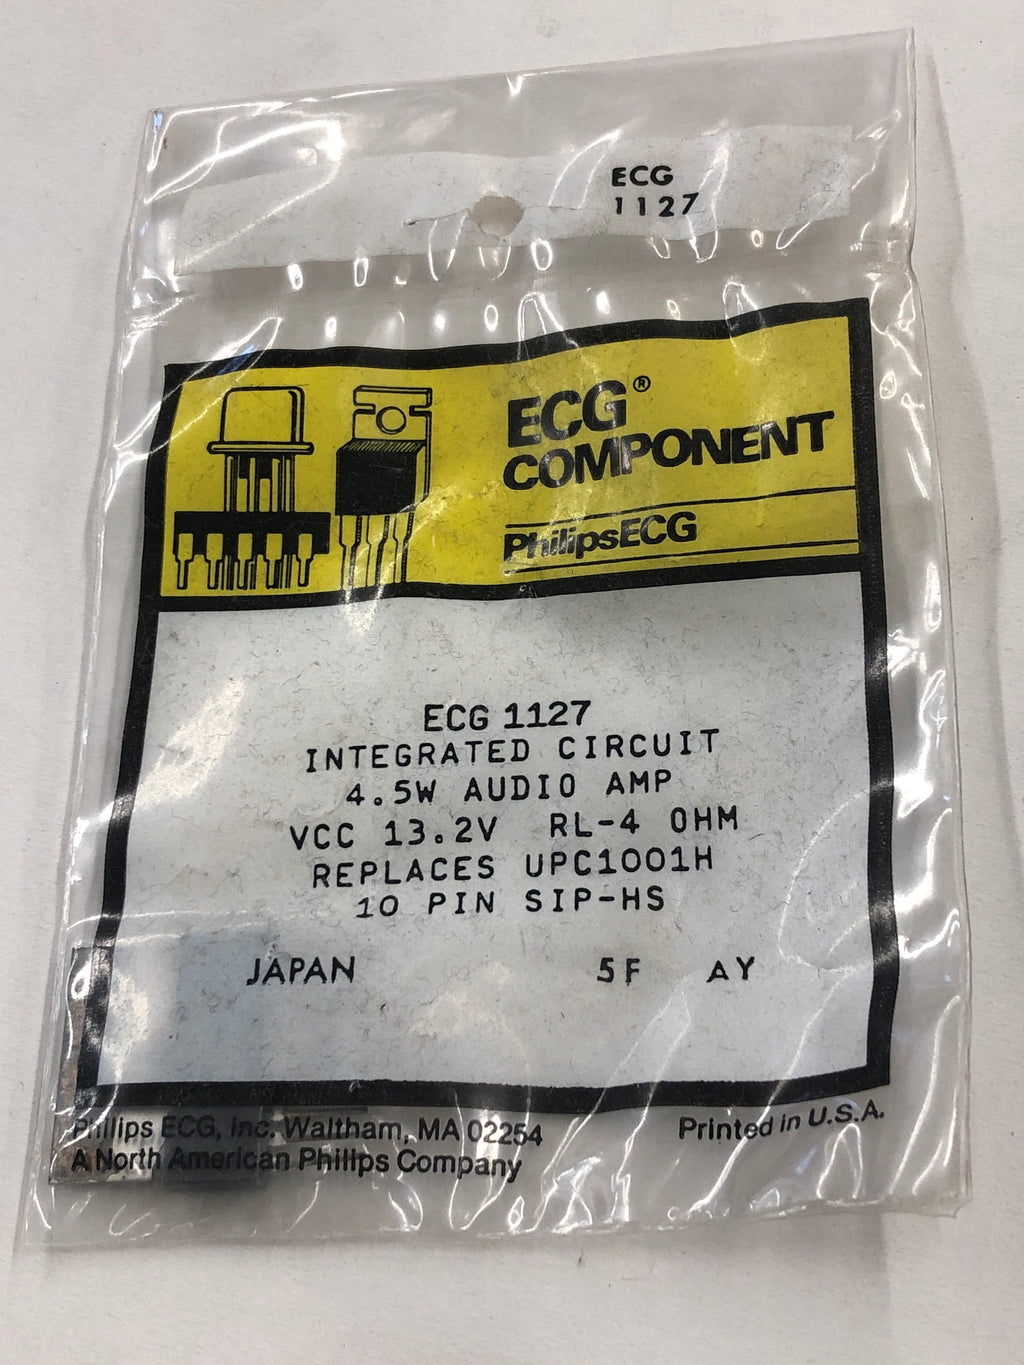 ECG
1127
ECG®
COMPONENT
PhilipsECG
ECG 1127
INTEGRATED CIRCUIT
4.5W AUDIO AMP
VCC 13.2V RL-4 OHM
REPLACES UPC1001H
10 PIN SIP-HS
JAPAN 5F AY
Philips ECG, Inc. Waltham, MA 02254
A North American Philips Company
Printed in U.S.A.